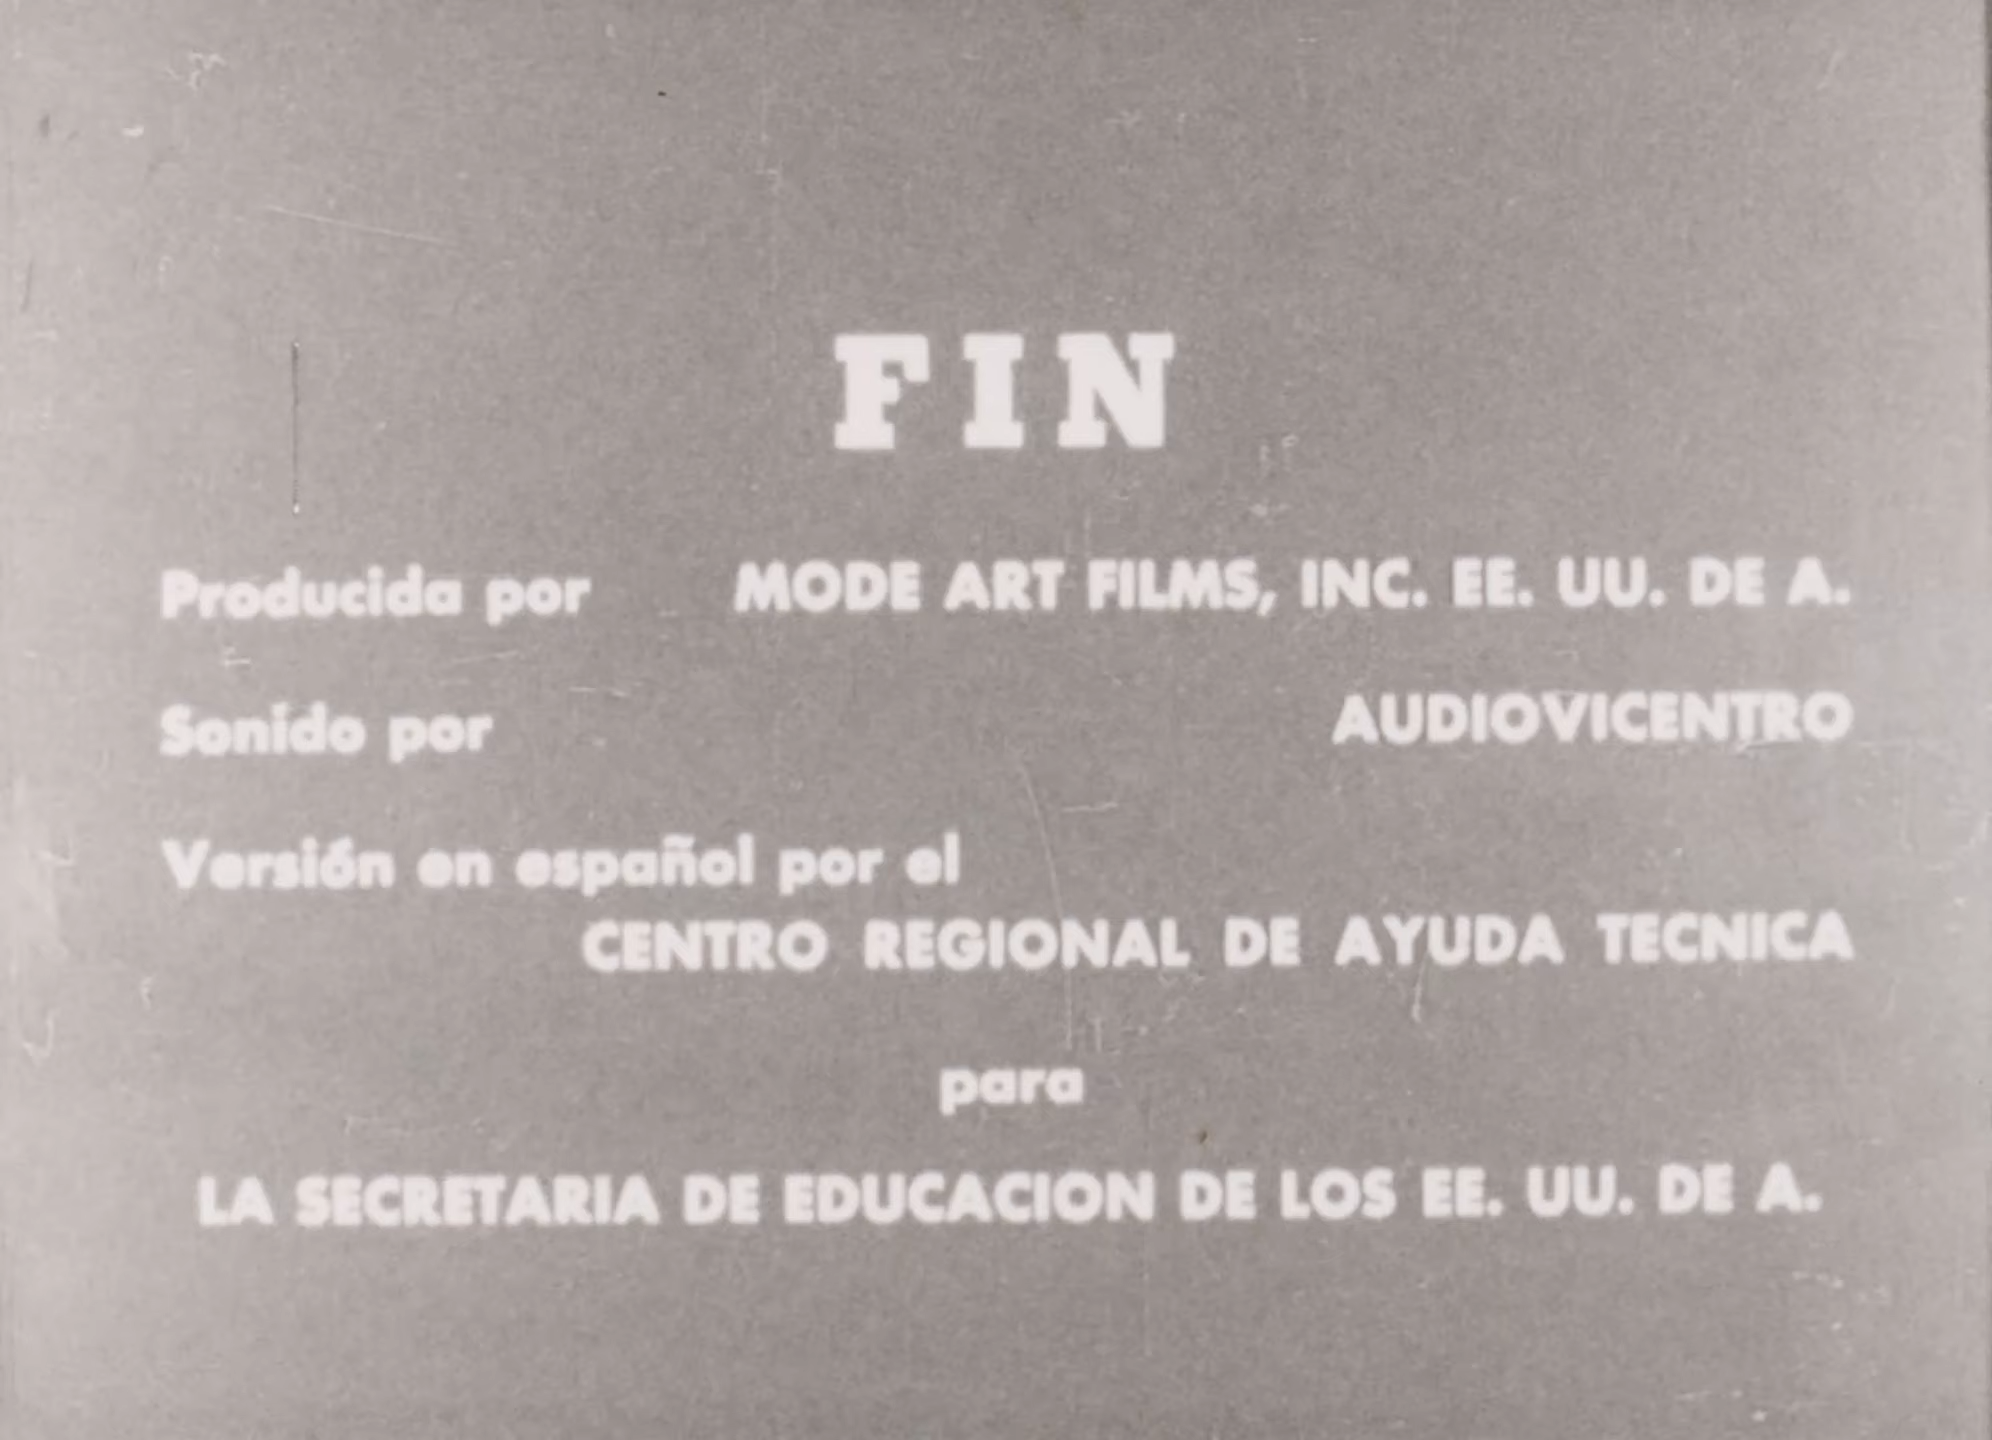 FIN
Producida por MODE ART FILMS, INC. EE. UU. DE A.
Sonido por AUDIOVICENTRO
Versión en español por el
CENTRO REGIONAL DE AYUDA TECNICA
para
LA SECRETARIA DE EDUCACION DE LOS EE. UU. DE A.